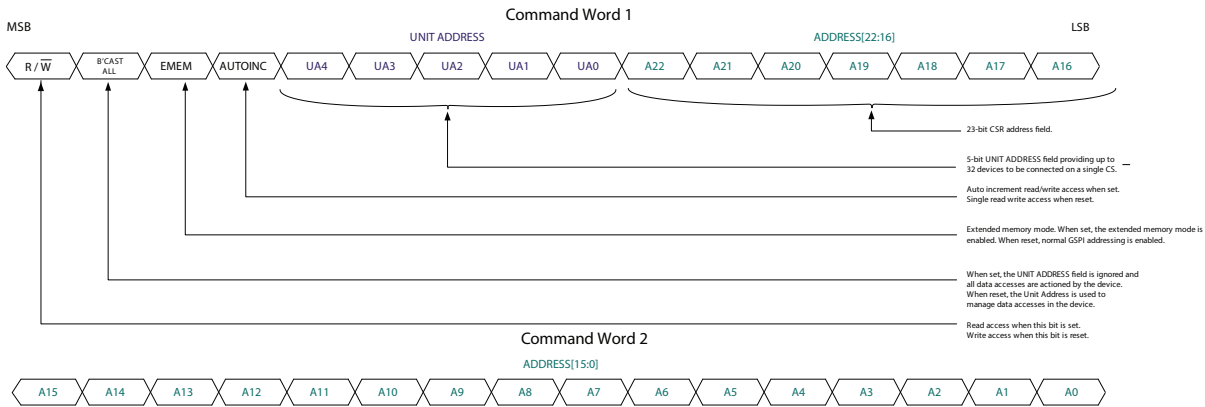 Command Word 1
MSB
LSB
UNIT ADDRESS
ADDRESS[22:16]
R / W̅
B'CAST
ALL
EMEM
AUTOINC
UA4
UA3
UA2
UA1
UA0
A22
A21
A20
A19
A18
A17
A16
23-bit CSR address field.
5-bit UNIT ADDRESS field providing up to
32 devices to be connected on a single CS.
Auto increment read/write access when set.
Single read write access when reset.
Extended memory mode. When set, the extended memory mode is
enabled. When reset, normal GSPI addressing is enabled.
When set, the UNIT ADDRESS field is ignored and
all data accesses are actioned by the device.
When reset, the Unit Address is used to
manage data accesses in the device.
Read access when this bit is set.
Write access when this bit is reset.
Command Word 2
ADDRESS[15:0]
A15
A14
A13
A12
A11
A10
A9
A8
A7
A6
A5
A4
A3
A2
A1
A0